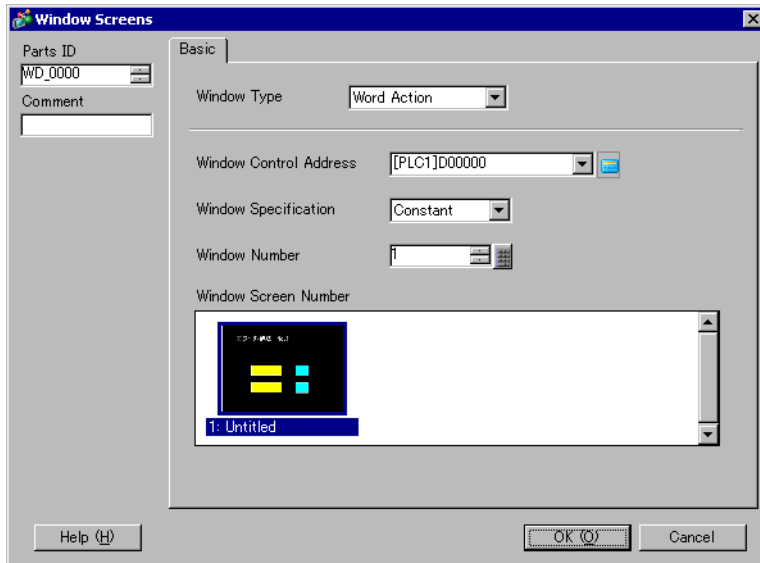 Window Screens
Parts ID
WD_0000
Comment
Basic
Window Type
Word Action
Window Control Address
[PLC1]D00000
Window Specification
Constant
Window Number
1
Window Screen Number
1: Untitled
Help (H)
OK (O)
Cancel